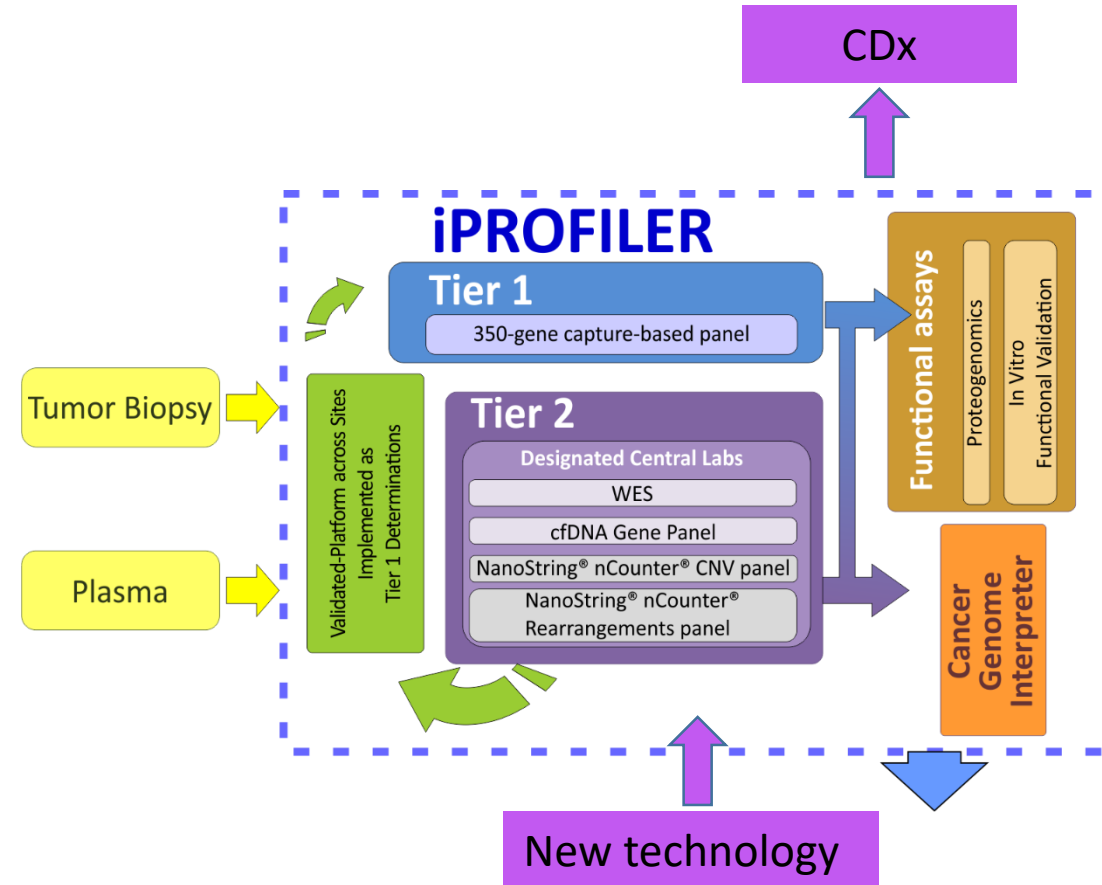 CDx
iPROFILER
Tier 1
350-gene capture-based panel
Tumor Biopsy
Plasma
Validated-Platform across Sites
Implemented as
Tier 1 Determinations
Tier 2
Designated Central Labs
WES
cfDNA Gene Panel
NanoString® nCounter® CNV panel
NanoString® nCounter®
Rearrangements panel
Functional assays
Proteogenomics
In Vitro
Functional Validation
Cancer
Genome
Interpreter
New technology